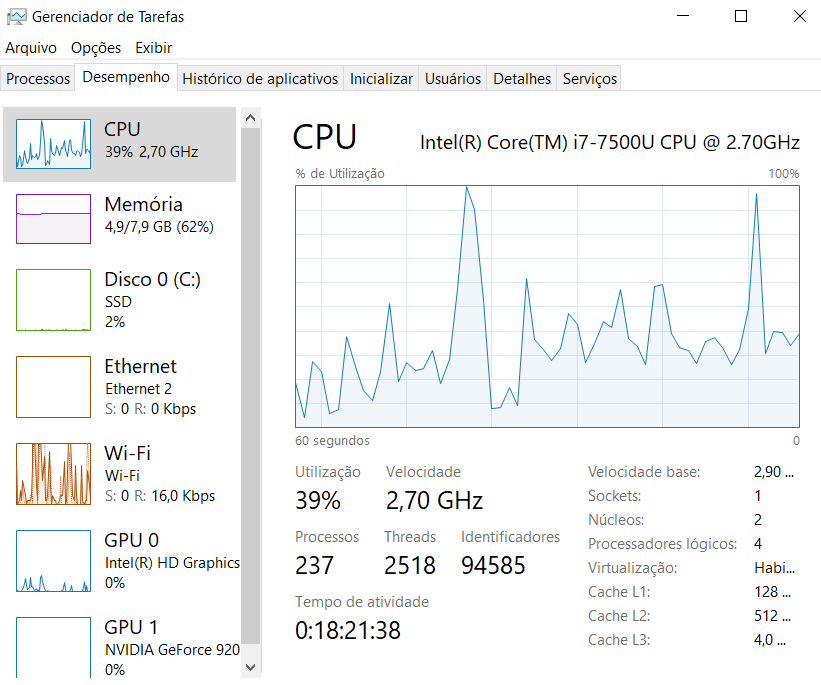 Gerenciador de Tarefas
Arquivo Opções Exibir
Processos Desempenho Histórico de aplicativos Inicializar Usuários Detalhes Serviços
CPU
39% 2,70 GHz
Memória
4,9/7,9 GB (62%)
Disco 0 (C:)
SSD
2%
Ethernet
Ethernet 2
S: 0 R: 0 Kbps
Wi-Fi
Wi-Fi
S: 0 R: 16,0 Kbps
GPU 0
Intel(R) HD Graphics
0%
GPU 1
NVIDIA GeForce 920
0%
CPU Intel(R) Core(TM) i7-7500U CPU @ 2.70GHz
% de Utilização 100%
60 segundos 0
Utilização Velocidade
39% 2,70 GHz
Processos Threads Identificadores
237 2518 94585
Tempo de atividade
0:18:21:38
Velocidade base: 2,90 ...
Sockets: 1
Núcleos: 2
Processadores lógicos: 4
Virtualização: Habi...
Cache L1: 128 ...
Cache L2: 512 ...
Cache L3: 4,0 ...